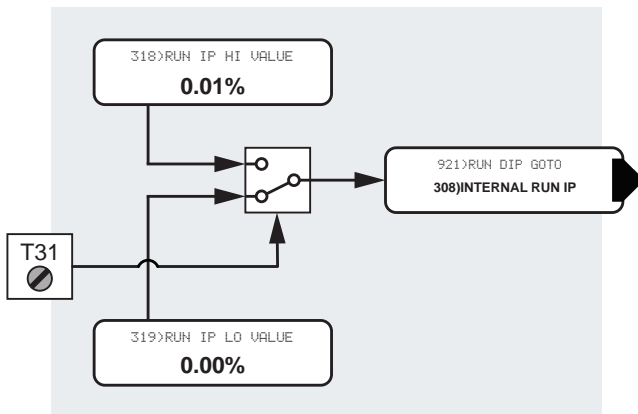 318)RUN IP HI VALUE
0.01%
921)RUN DIP GOTO
308)INTERNAL RUN IP
T31
319)RUN IP LO VALUE
0.00%